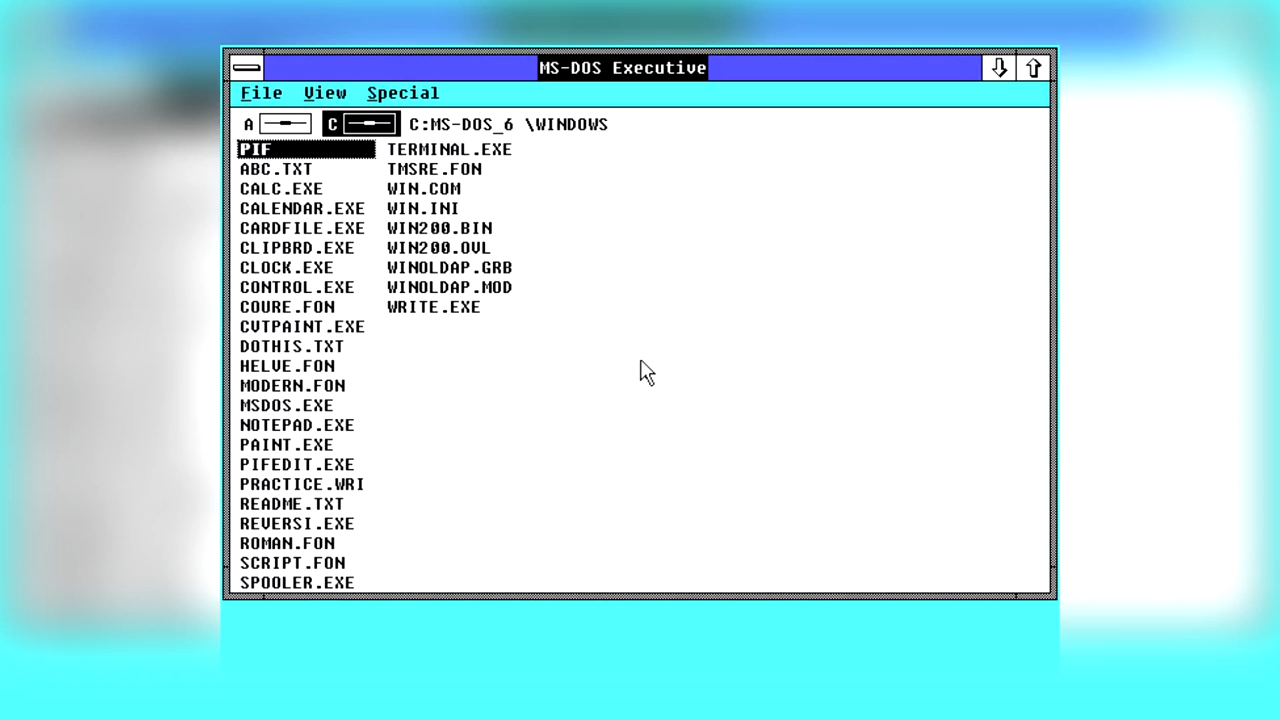 MS-DOS Executive
File View Special
A C C:MS-DOS_6 \WINDOWS
PIF
ABC.TXT
CALC.EXE
CALENDAR.EXE
CARDFILE.EXE
CLIPBRD.EXE
CLOCK.EXE
CONTROL.EXE
COURE.FON
CVTPAINT.EXE
DOTHIS.TXT
HELVE.FON
MODERN.FON
MSDOS.EXE
NOTEPAD.EXE
PAINT.EXE
PIFEDIT.EXE
PRACTICE.WRI
README.TXT
REVERSI.EXE
ROMAN.FON
SCRIPT.FON
SPOOLER.EXE
TERMINAL.EXE
TMSRE.FON
WIN.COM
WIN.INI
WIN200.BIN
WIN200.OVL
WINOLDAP.GRB
WINOLDAP.MOD
WRITE.EXE